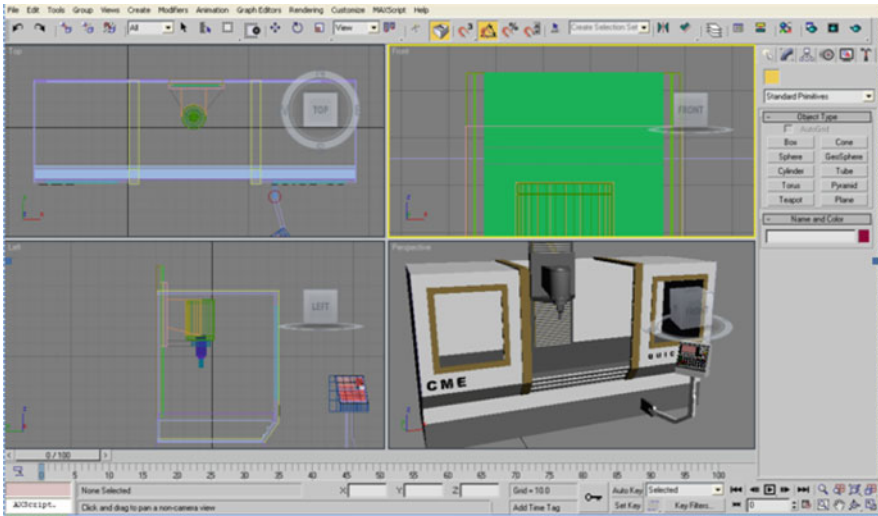 File Edit Tools Group Views Create Modifiers Animation Graph Editors Rendering Customize MAXScript Help
All View Create Selection Set
Top Front
TOP FRONT
Standard Primitives
Object Type
AutoGrid
Box Cone
Sphere GeoSphere
Cylinder Tube
Torus Pyramid
Teapot Plane
Name and Color
Left Perspective
LEFT
CME QUIC
0 / 100
0 5 10 15 20 25 30 35 40 45 50 55 60 65 70 75 80 85 90 95 100
None Selected X Y Z Grid = 10.0 Auto Key Selected
AXScript. Click and drag to pan a non-camera view Add Time Tag Set Key Key Filters... 0